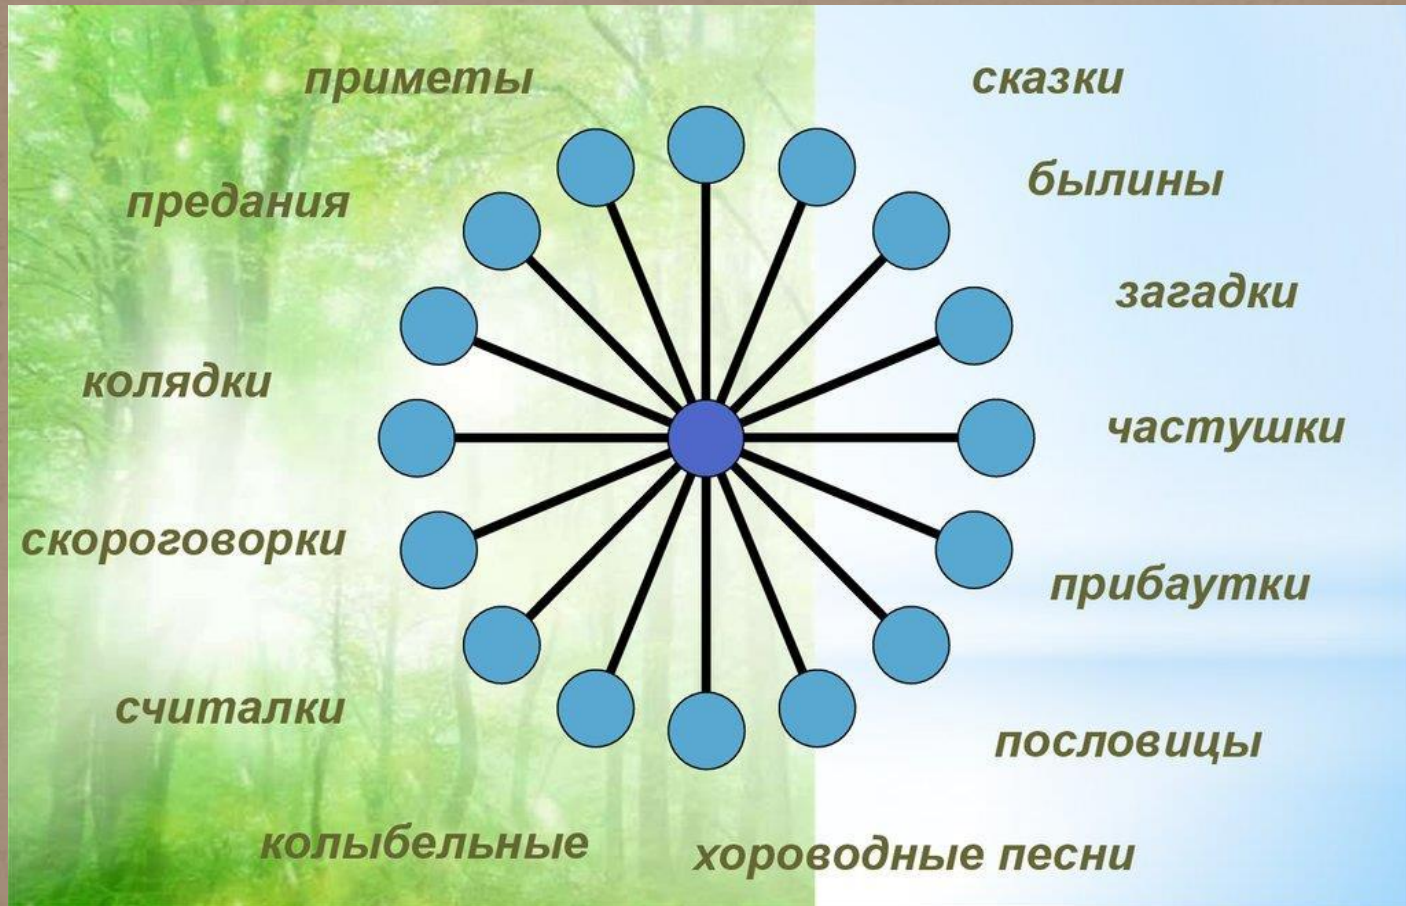 приметы
сказки
былины
предания
загадки
колядки
частушки
скороговорки
прибаутки
считалки
пословицы
колыбельные
хороводные песни